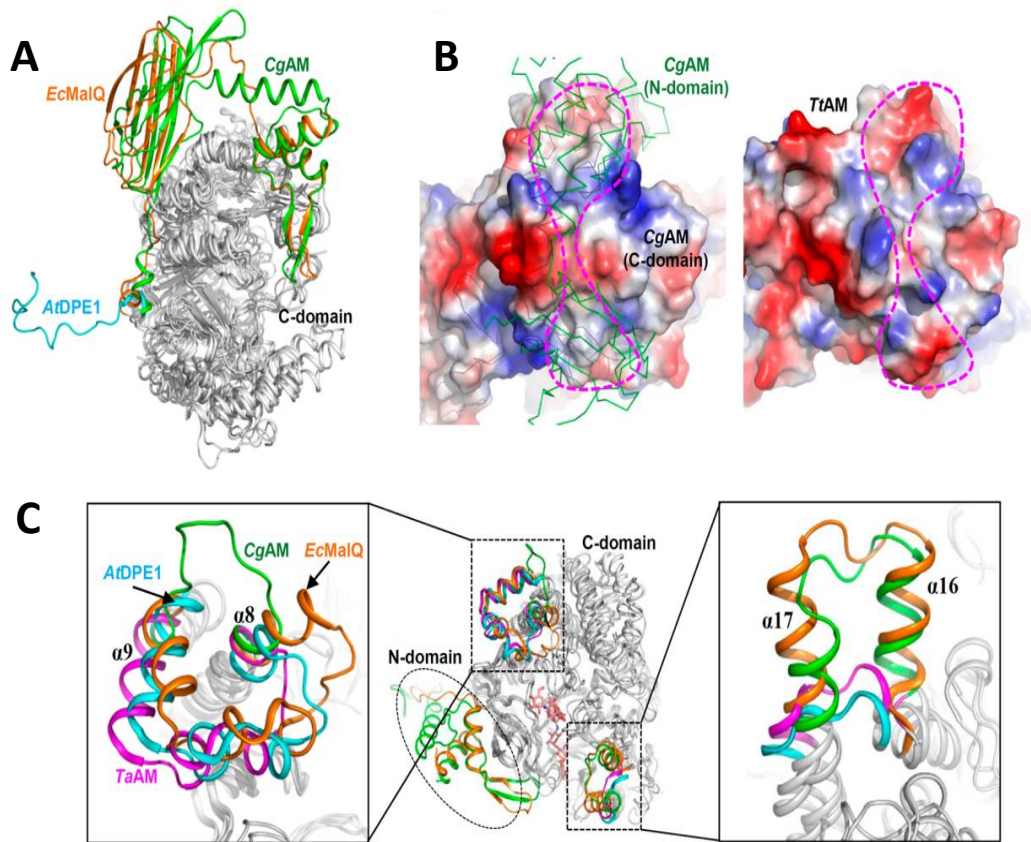 A
EcMalQ
CgAM
AtDPE1
C-domain
B
CgAM
(N-domain)
CgAM
(C-domain)
TtAM
C
CgAM
EcMalQ
AtDPE1
α8
α9
TaAM
N-domain
C-domain
α16
α17